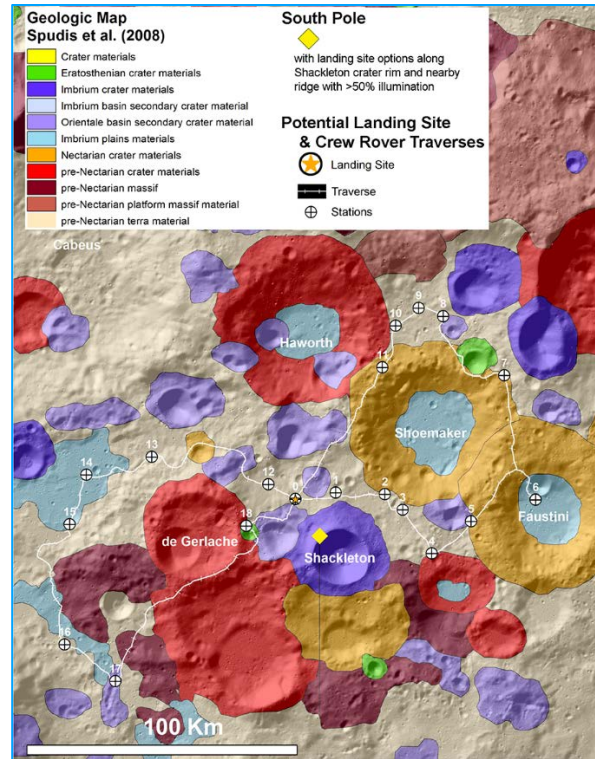 Geologic Map
Spudis et al. (2008)
Crater materials
Eratosthenian crater materials
Imbrium crater materials
Imbrium basin secondary crater material
Orientale basin secondary crater material
Imbrium plains materials
Nectarian crater materials
pre-Nectarian crater materials
pre-Nectarian massif
pre-Nectarian platform massif material
pre-Nectarian terra material
South Pole
with landing site options along
Shackleton crater rim and nearby
ridge with >50% illumination
Potential Landing Site
& Crew Rover Traverses
Landing Site
Traverse
Stations
Cabeus
9
8
10
Haworth
11
7
Shoemaker
13
14
12
0
2
6
3
15
18
5
Faustini
de Gerlache
Shackleton
4
16
17
100 Km